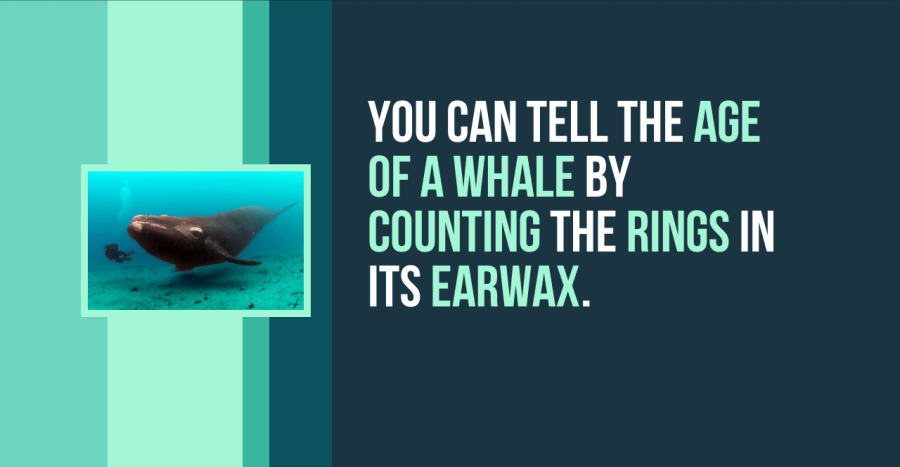 YOU CAN TELL THE AGE
OF A WHALE BY
COUNTING THE RINGS IN
ITS EARWAX.